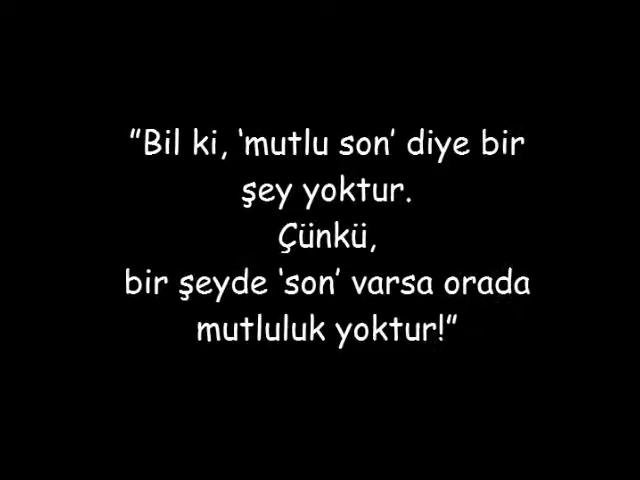 ”Bil ki, ‘mutlu son’ diye bir
şey yoktur.
Çünkü,
bir şeyde ‘son’ varsa orada
mutluluk yoktur!”